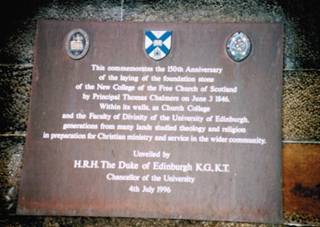 This commemorates the 150th Anniversary
of the laying of the foundation stone
of the New College of the Free Church of Scotland
by Principal Thomas Chalmers on June 3 1846.
Within its walls, as Church College
and the Faculty of Divinity of the University of Edinburgh,
generations from many lands studied theology and religion
in preparation for Christian ministry and service in the wider community.
Unveiled by
H.R.H. The Duke of Edinburgh K.G., K.T.
Chancellor of the University
4th July 1996